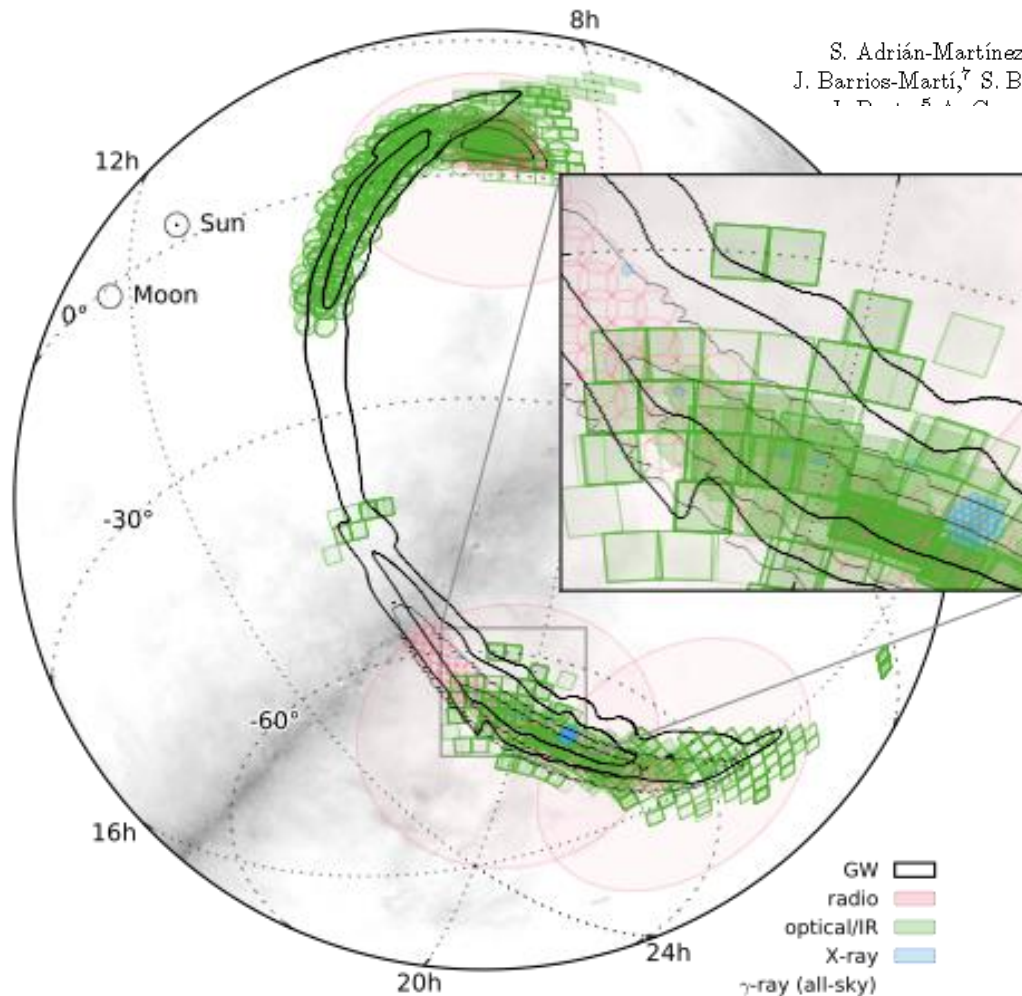 8h
S. Adrián-Martínez
J. Barrios-Martí,⁷ S. B
12h
Sun
Moon
0°
-30°
-60°
16h
GW
radio
optical/IR
X-ray
γ-ray (all-sky)
24h
20h